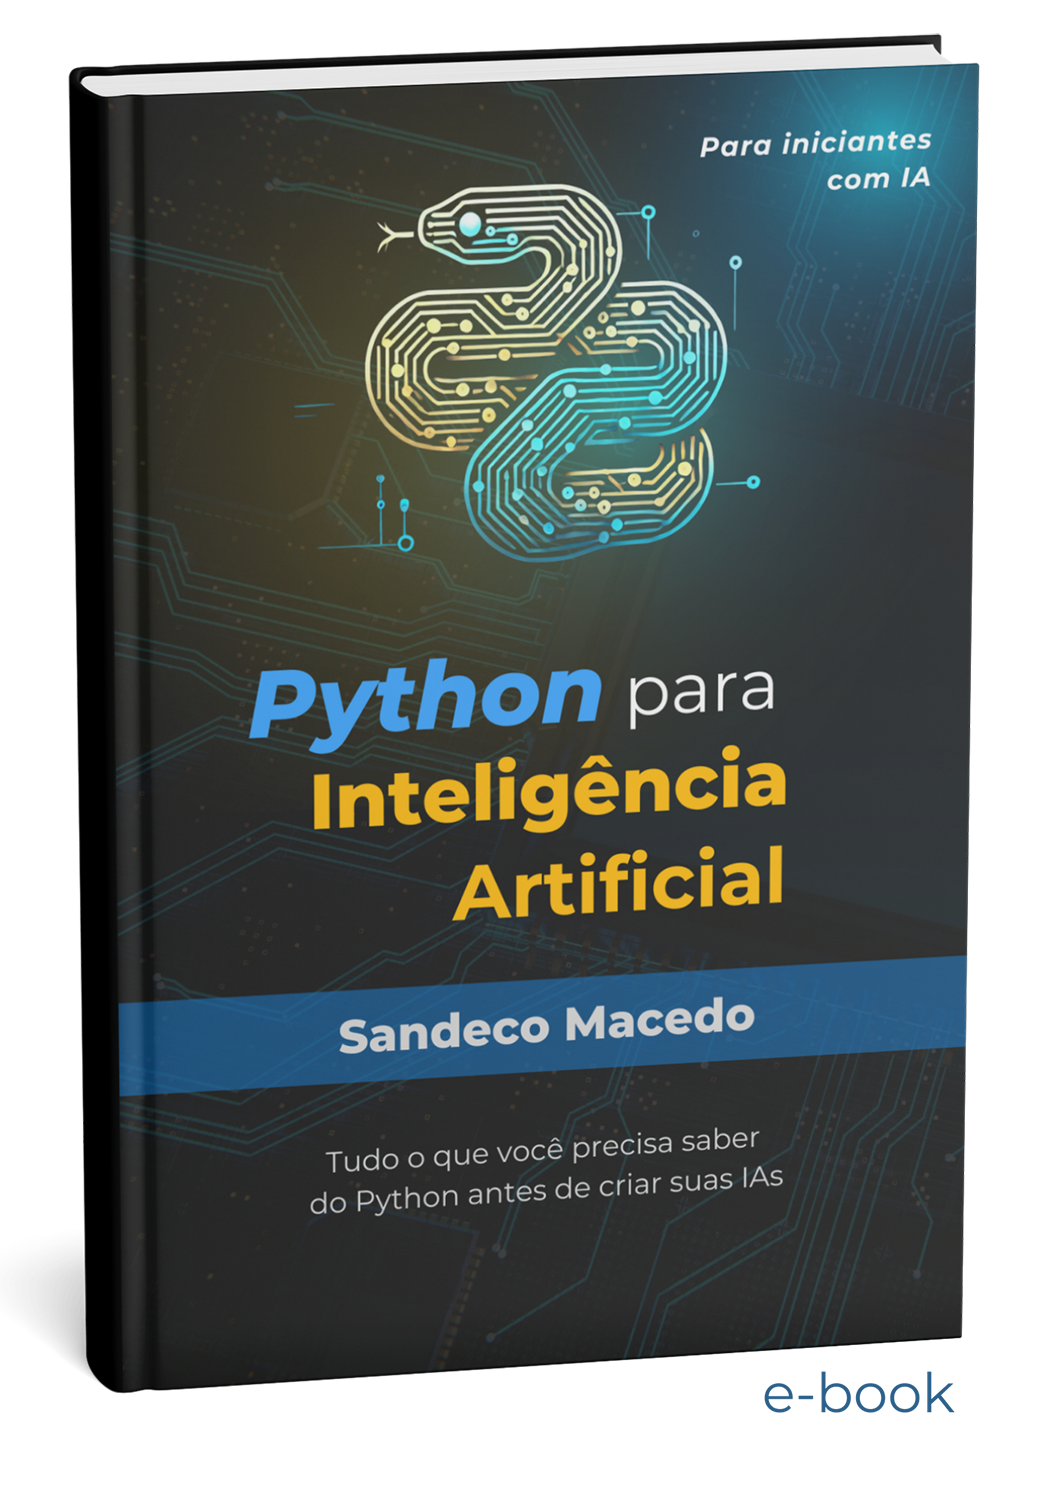 Para iniciantes
com IA
Python para
Inteligência
Artificial
Sandeco Macedo
Tudo o que você precisa saber
do Python antes de criar suas IAs
e-book